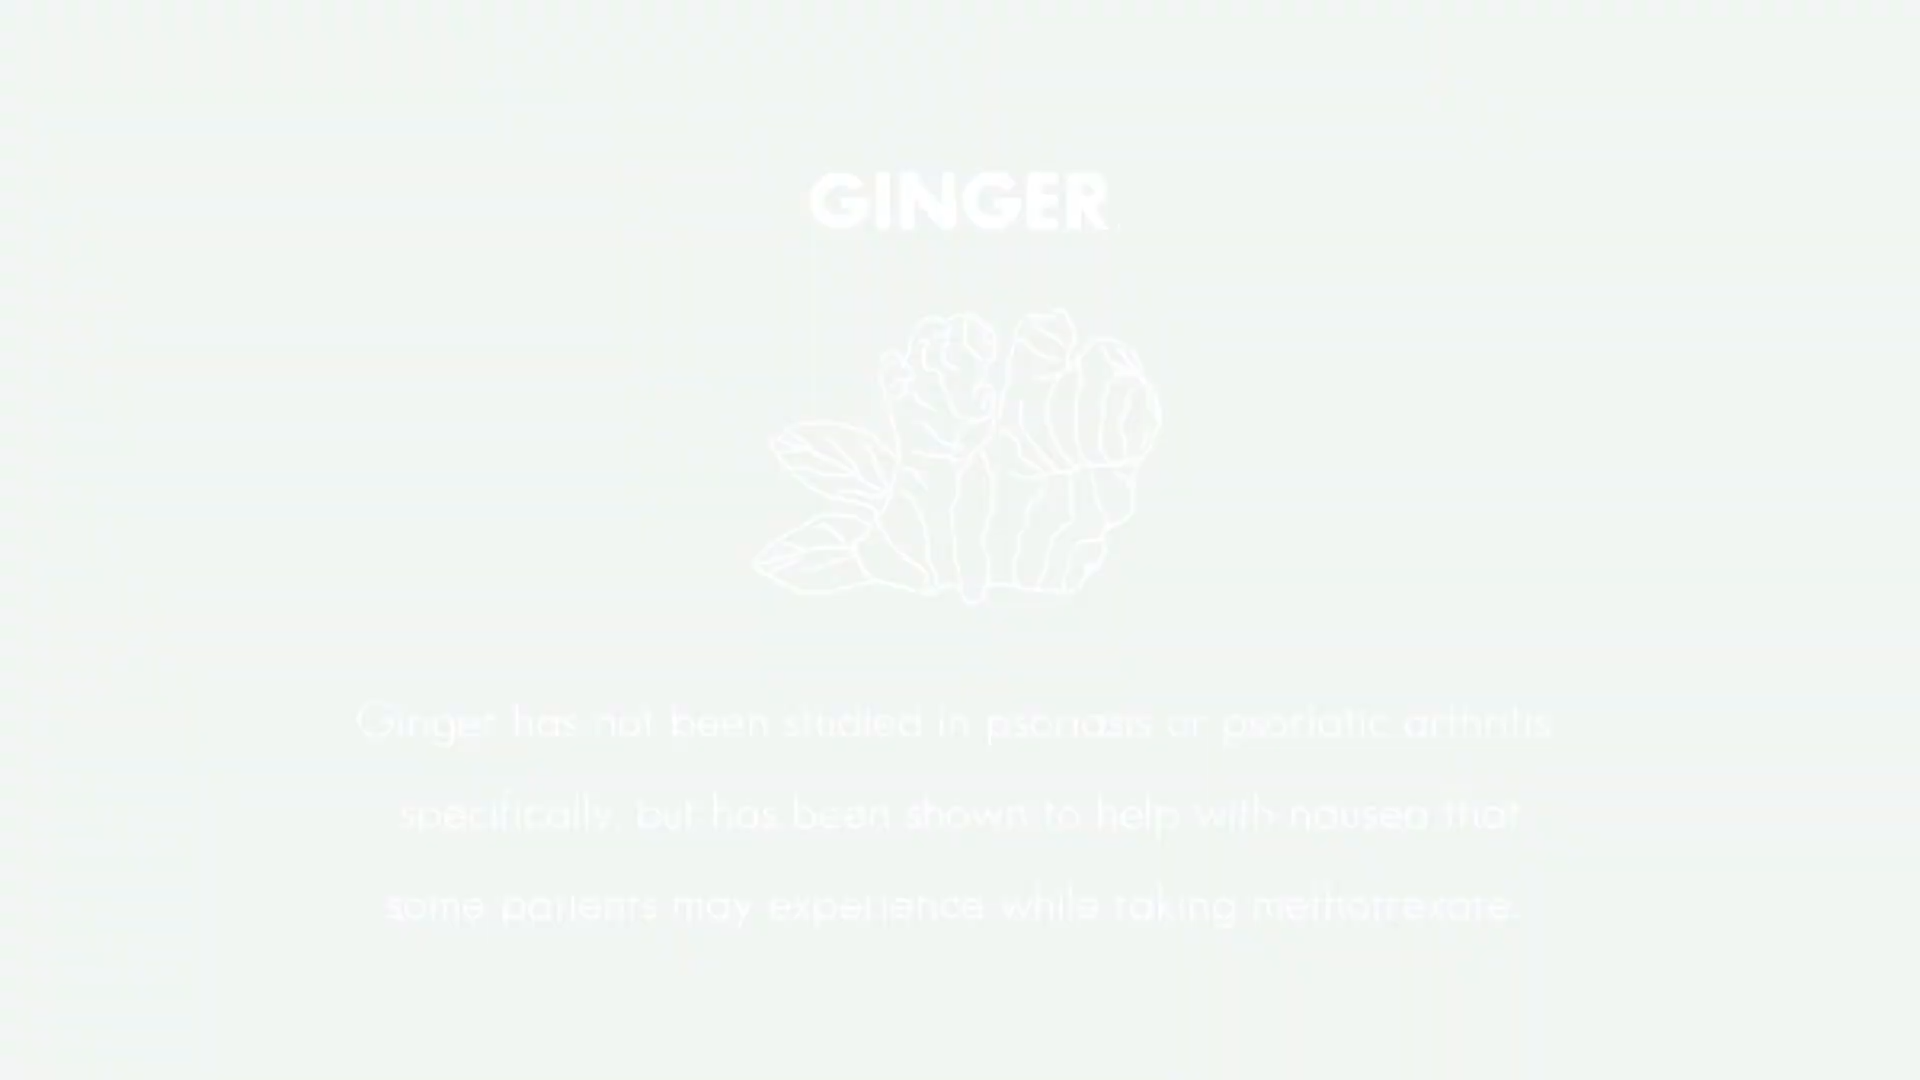 GINGER
Ginger has not been studied in psoriasis or psoriatic arthritis
specifically, but has been shown to help with nausea that
some patients may experience while taking methotrexate.